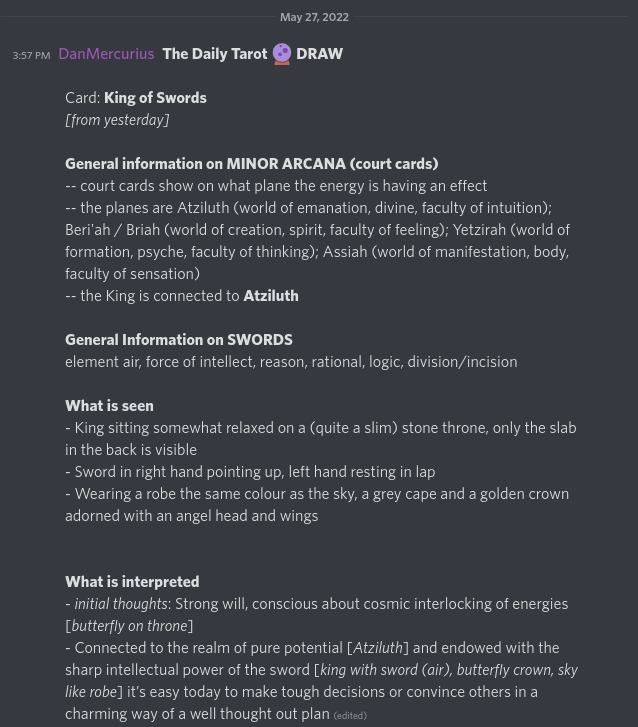 May 27, 2022
3:57 PM DanMercurius The Daily Tarot 🔮 DRAW
Card: King of Swords
[from yesterday]
General information on MINOR ARCANA (court cards)
-- court cards show on what plane the energy is having an effect
-- the planes are Atziluth (world of emanation, divine, faculty of intuition);
Beri'ah / Briah (world of creation, spirit, faculty of feeling); Yetzirah (world of
formation, psyche, faculty of thinking); Assiah (world of manifestation, body,
faculty of sensation)
-- the King is connected to Atziluth
General Information on SWORDS
element air, force of intellect, reason, rational, logic, division/incision
What is seen
- King sitting somewhat relaxed on a (quite a slim) stone throne, only the slab
in the back is visible
- Sword in right hand pointing up, left hand resting in lap
- Wearing a robe the same colour as the sky, a grey cape and a golden crown
adorned with an angel head and wings
What is interpreted
- initial thoughts: Strong will, conscious about cosmic interlocking of energies
[butterfly on throne]
- Connected to the realm of pure potential [Atziluth] and endowed with the
sharp intellectual power of the sword [king with sword (air), butterfly crown, sky
like robe] it's easy today to make tough decisions or convince others in a
charming way of a well thought out plan (edited)